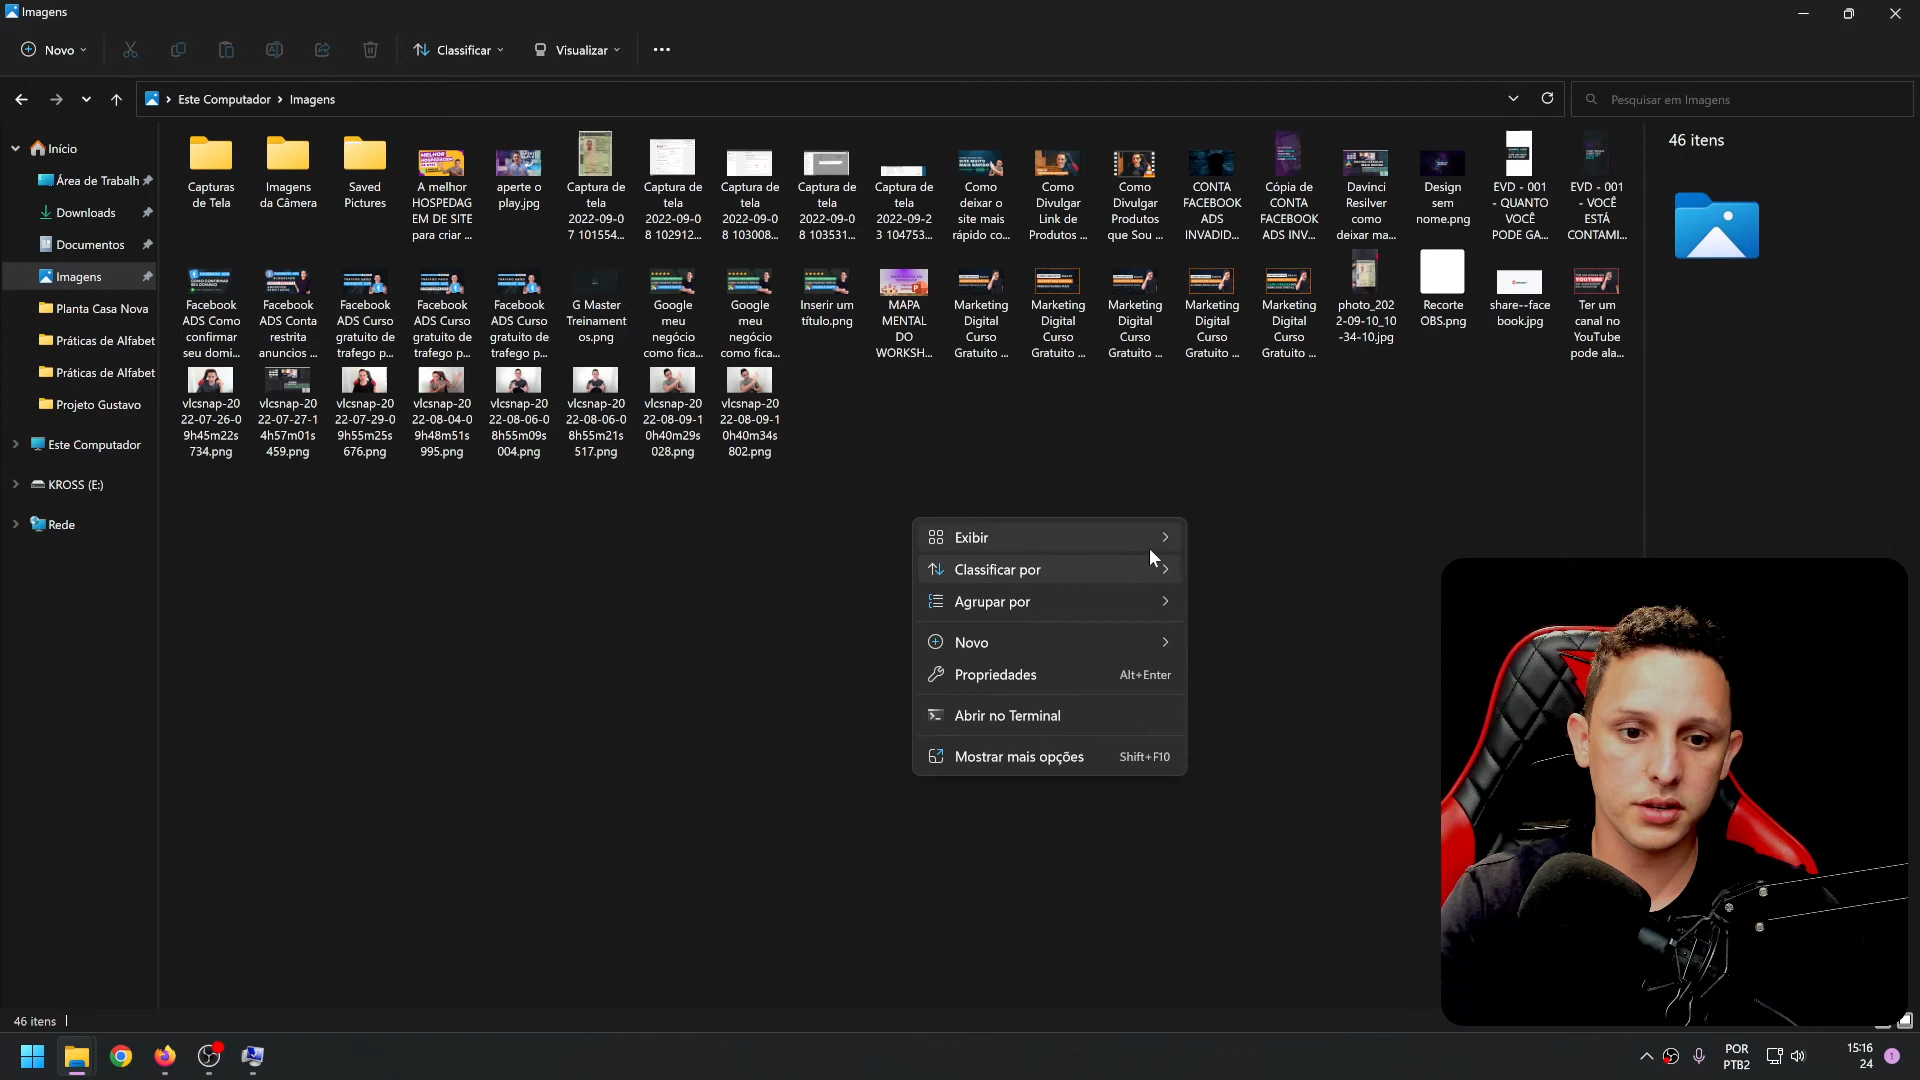 Imagens
Novo
Classificar
Visualizar
Este Computador
Imagens
Pesquisar em Imagens
46 itens
Início
Área de Trabalh
Downloads
Documentos
Imagens
Planta Casa Nova
Práticas de Alfabet
Práticas de Alfabet
Projeto Gustavo
Este Computador
KROSS (E:)
Rede
Capturas
de Tela
Imagens
da Câmera
Saved
Pictures
A melhor
HOSPEDAG
EM DE SITE
para criar ...
aperte o
play.jpg
Captura de
tela
2022-09-0
7 101554...
Captura de
tela
2022-09-0
8 102912...
Captura de
tela
2022-09-0
8 103008...
Captura de
tela
2022-09-0
8 103531...
Captura de
tela
2022-09-2
3 104753...
Como
deixar o
site mais
rápido co...
Como
Divulgar
Link de
Produtos ...
Como
Divulgar
Produtos
que Sou ...
CONTA
FACEBOOK
ADS
INVADID...
Cópia de
CONTA
FACEBOOK
ADS INV...
Davinci
Resilver
como
deixar ma...
Design
sem
nome.png
EVD - 001
- QUANTO
VOCÊ
PODE GA...
EVD - 001
- VOCÊ
ESTÁ
CONTAMI...
Facebook
ADS Como
confirmar
seu domi...
Facebook
ADS Conta
restrita
anuncios ...
Facebook
ADS Curso
gratuito de
trafego p...
Facebook
ADS Curso
gratuito de
trafego p...
Facebook
ADS Curso
gratuito de
trafego p...
G Master
Treinament
os.png
Google
meu
negócio
como fica...
Google
meu
negócio
como fica...
Inserir um
título.png
MAPA
MENTAL
DO
WORKSH...
Marketing
Digital
Curso
Gratuito ...
Marketing
Digital
Curso
Gratuito ...
Marketing
Digital
Curso
Gratuito ...
Marketing
Digital
Curso
Gratuito ...
Marketing
Digital
Curso
Gratuito ...
photo_202
2-09-10_10
-34-10.jpg
Recorte
OBS.png
share--face
book.jpg
Ter um
canal no
YouTube
pode ala...
vlcsnap-20
22-07-26-0
9h45m22s
734.png
vlcsnap-20
22-07-27-1
4h57m01s
459.png
vlcsnap-20
22-07-29-0
9h55m25s
676.png
vlcsnap-20
22-08-04-0
9h48m51s
995.png
vlcsnap-20
22-08-06-0
8h55m09s
004.png
vlcsnap-20
22-08-06-0
8h55m21s
517.png
vlcsnap-20
22-08-09-1
0h40m29s
028.png
vlcsnap-20
22-08-09-1
0h40m34s
802.png
Exibir
Classificar por
Agrupar por
Novo
Propriedades Alt+Enter
Abrir no Terminal
Mostrar mais opções Shift+F10
46 itens
POR
PTB2
15:16
24
1